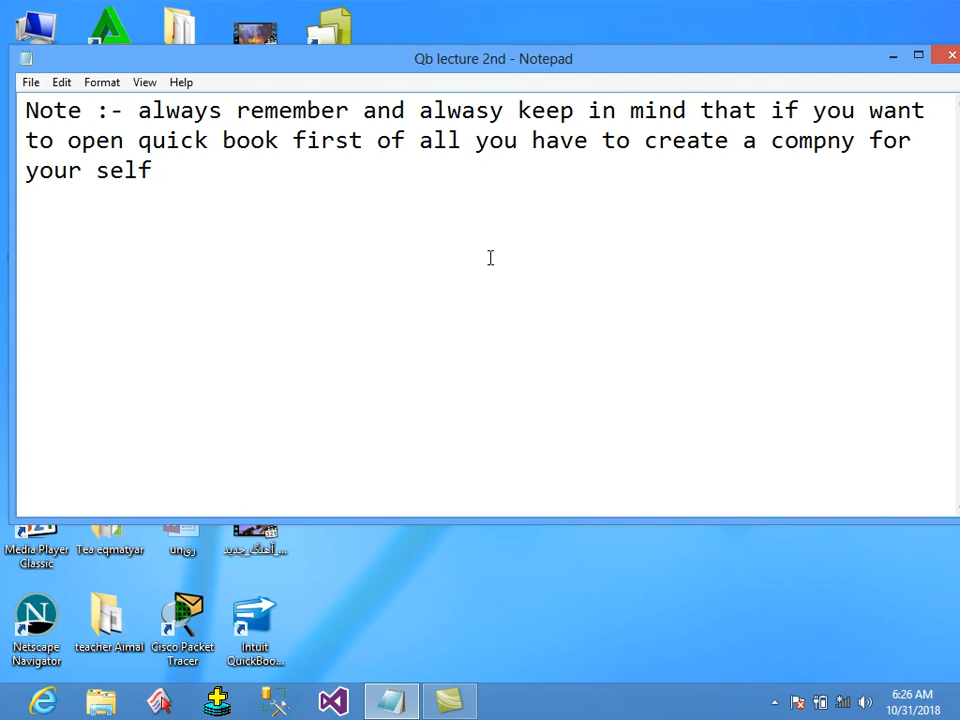 Qb lecture 2nd - Notepad
File Edit Format View Help
Note :- always remember and alwasy keep in mind that if you want
to open quick book first of all you have to create a compny for
your self
Media Player
Classic
Tea eqmatyar
آهنگ_جدید_...
Netscape
Navigator
teacher Aimal
Cisco Packet
Tracer
Intuit
QuickBoo...
6:26 AM
10/31/2018